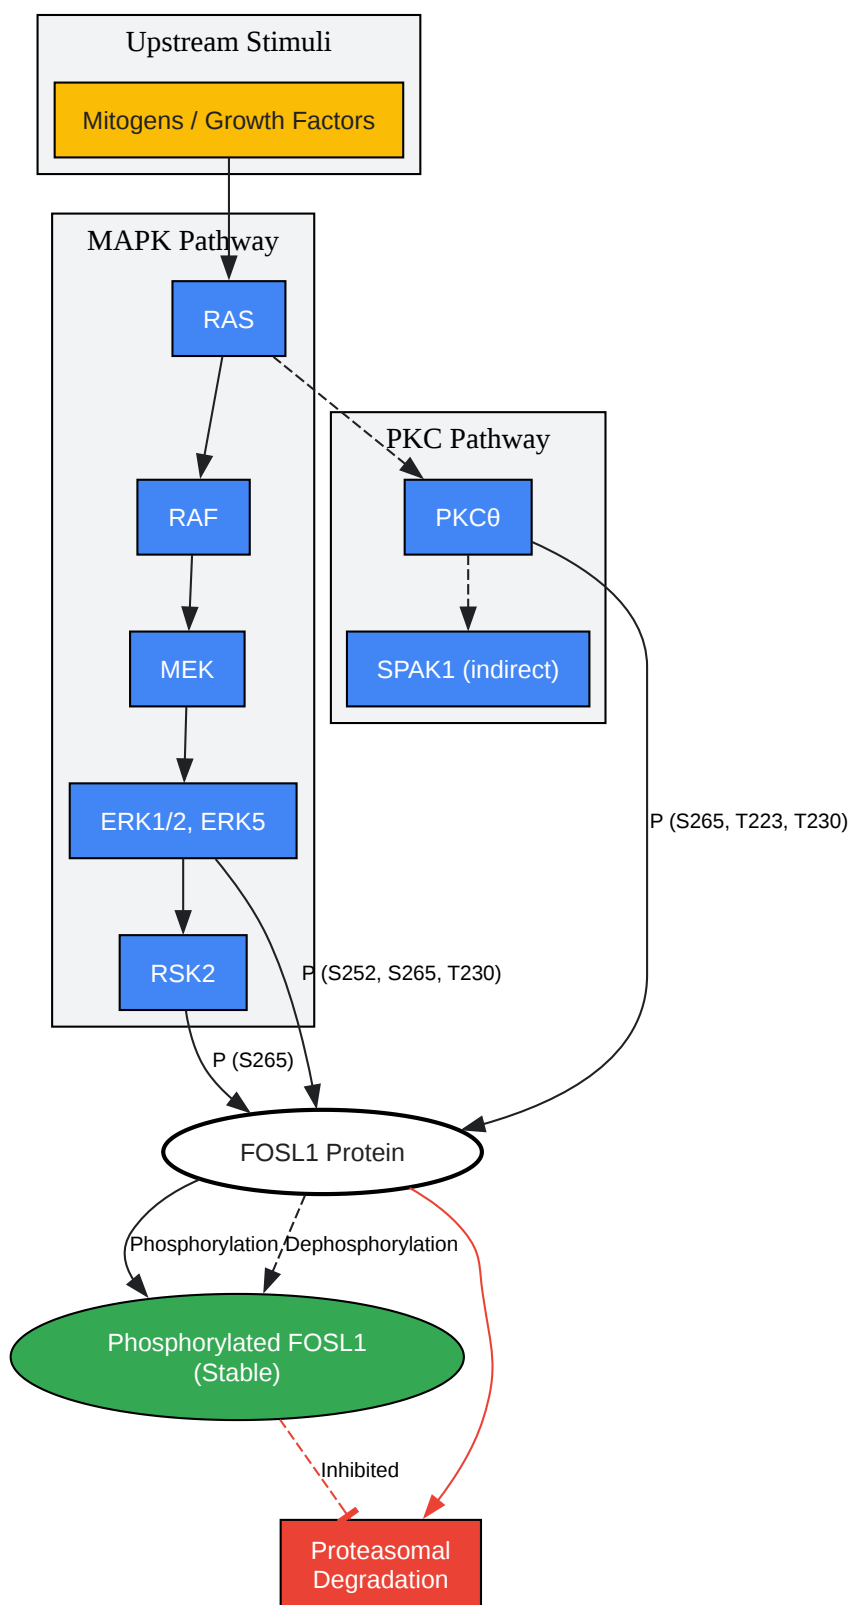 Upstream Stimuli
Mitogens / Growth Factors
MAPK Pathway
RAS
PKC Pathway
RAF
PKCθ
MEK
SPAK1 (indirect)
ERK1/2, ERK5
P (S265, T223, T230)
RSK2
P (S252, S265, T230)
P (S265)
FOSL1 Protein
Phosphorylation
Dephosphorylation
Phosphorylated FOSL1
(Stable)
Inhibited
Proteasomal
Degradation